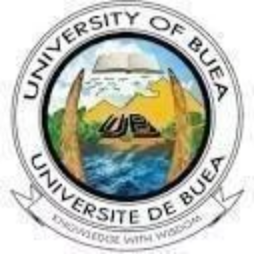 UNIVERSITY OF BUEA
UB
UNIVERSITE DE BUEA
KNOWLEDGE WITH WISDOM